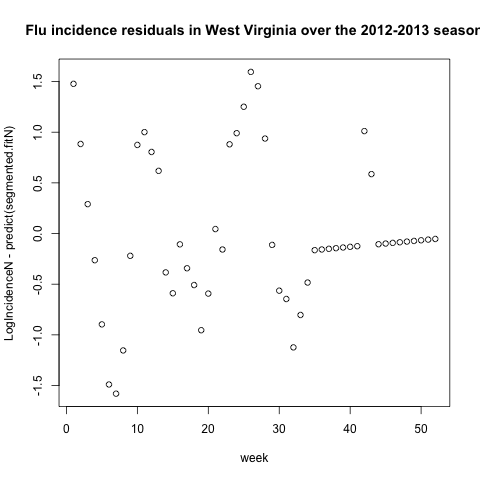 Flu incidence residuals in West Virginia over the 2012-2013 season
LogIncidenceN - predict(segmented.fitN)
1.5
1.0
0.5
0.0
-0.5
-1.0
-1.5
0 10 20 30 40 50
week